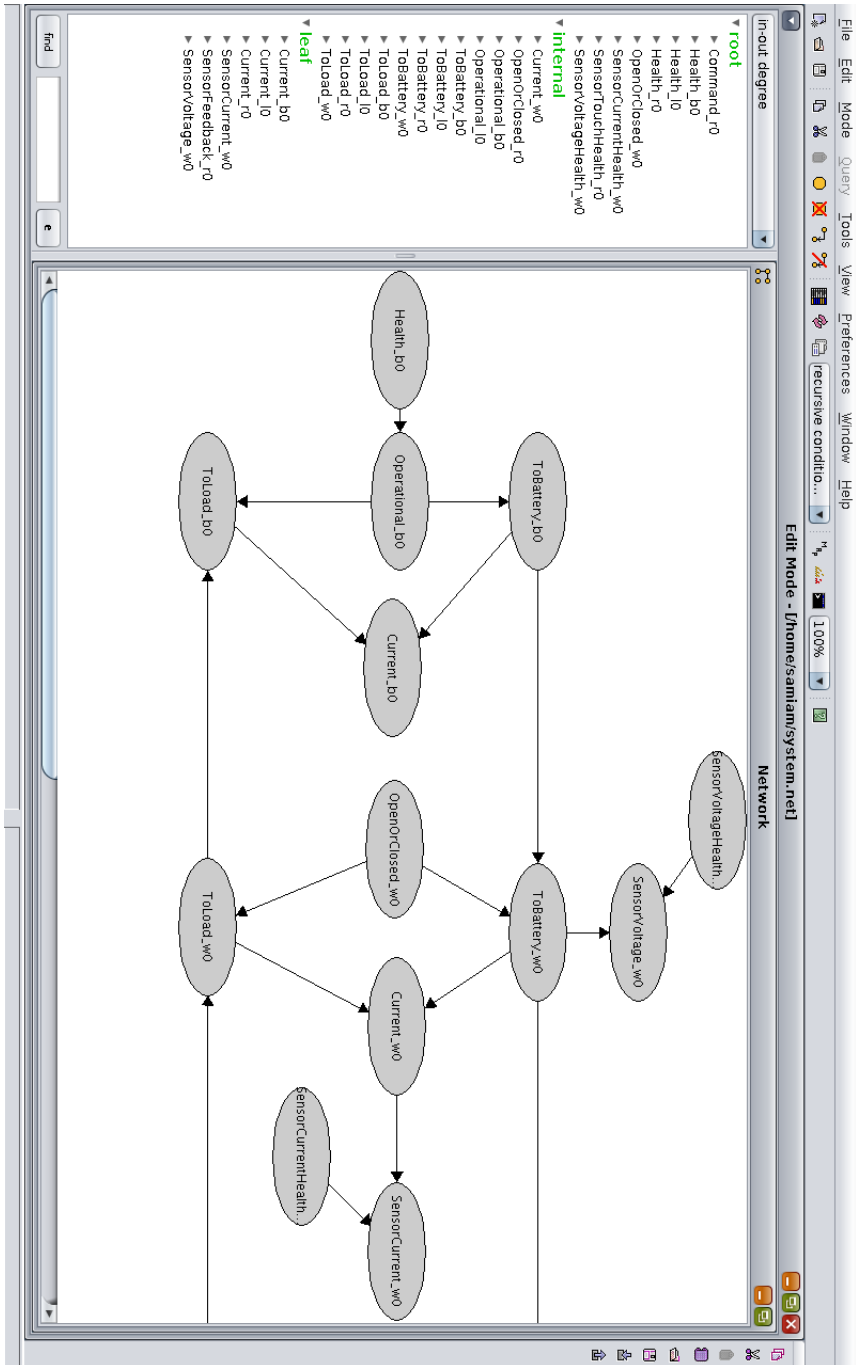 File Edit Mode Query Tools View Preferences Window Help
recursive conditio...
100%
Edit Mode - [/home/samiam/system.net]
in-out degree
root
Command_r0
Health_b0
Health_l0
Health_r0
OpenOrClosed_w0
SensorCurrentHealth_w0
SensorTouchHealth_r0
SensorVoltageHealth_w0
internal
Current_w0
OpenOrClosed_r0
Operational_b0
Operational_l0
ToBattery_b0
ToBattery_l0
ToBattery_r0
ToBattery_w0
ToLoad_b0
ToLoad_l0
ToLoad_r0
ToLoad_w0
leaf
Current_b0
Current_l0
Current_r0
SensorCurrent_w0
SensorFeedback_r0
SensorVoltage_w0
find
e
Network
SensorVoltageHealth...
SensorVoltage_w0
ToBattery_b0
ToBattery_w0
Health_b0
Operational_b0
Current_b0
OpenOrClosed_w0
Current_w0
SensorCurrent_w0
SensorCurrentHealth...
ToLoad_b0
ToLoad_w0